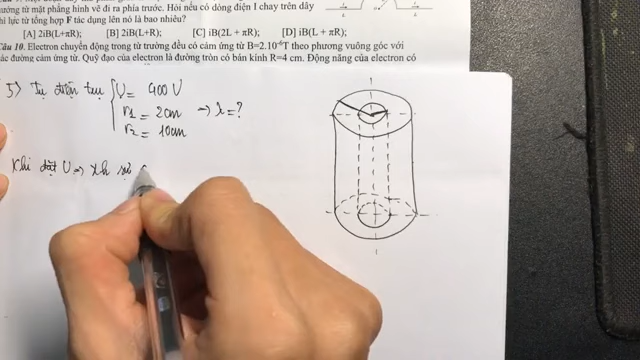 hướng từ mặt phẳng hình vẽ đi ra phía trước. Hỏi nếu có dòng điện I chạy trên dây
thì lực từ tổng hợp F tác dụng lên nó là bao nhiêu?
[A] 2iB(L+πR); [B] 2iB(L+R); [C] iB(2L + πR); [D] iB(L + πR);
Câu 10. Electron chuyển động trong từ trường đều có cảm ứng từ B=2.10⁻⁶T theo phương vuông góc với
các đường cảm ứng từ. Quỹ đạo của electron là đường tròn có bán kính R=4 cm. Động năng của electron có
5> Tụ điện trụ U = 400 V
r1 = 2cm → λ = ?
r2 = 10cm
Khi đặt U ⇒ xh sự